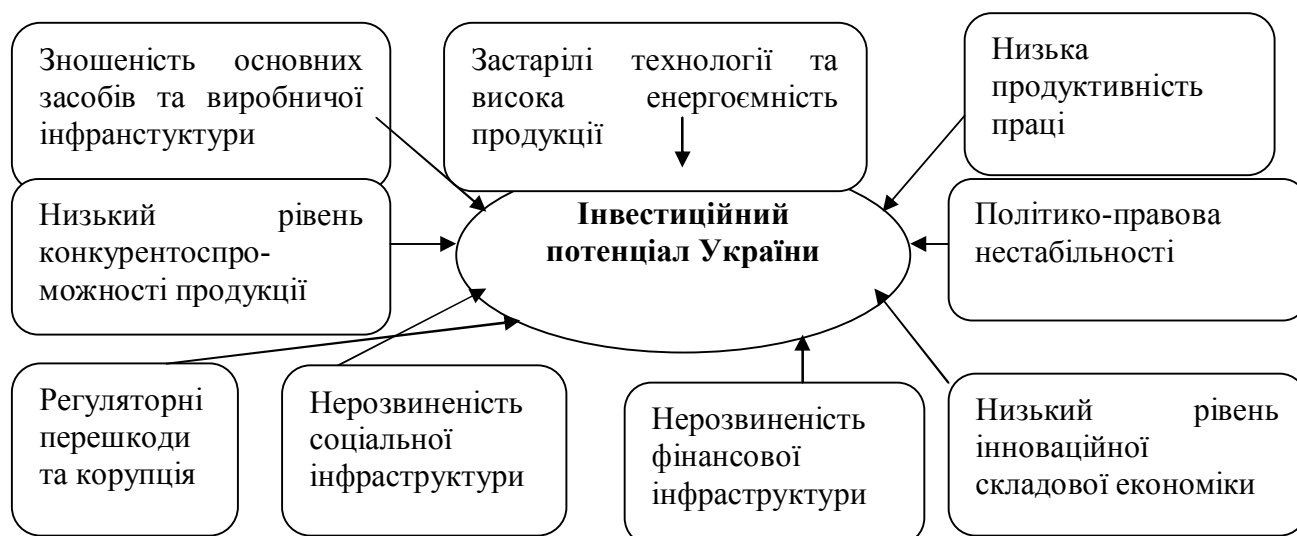 Зношеність основних
засобів та виробничої
інфранстуктури
Застарілі технології та
висока енергоємність
продукції
Низька
продуктивність
праці
Низький рівень
конкурентоспро-
можності продукції
Інвестиційний
потенціал України
Політико-правова
нестабільності
Регуляторні
перешкоди
та корупція
Нерозвиненість
соціальної
інфраструктури
Нерозвиненість
фінансової
інфраструктури
Низький рівень
інноваційної
складової економіки